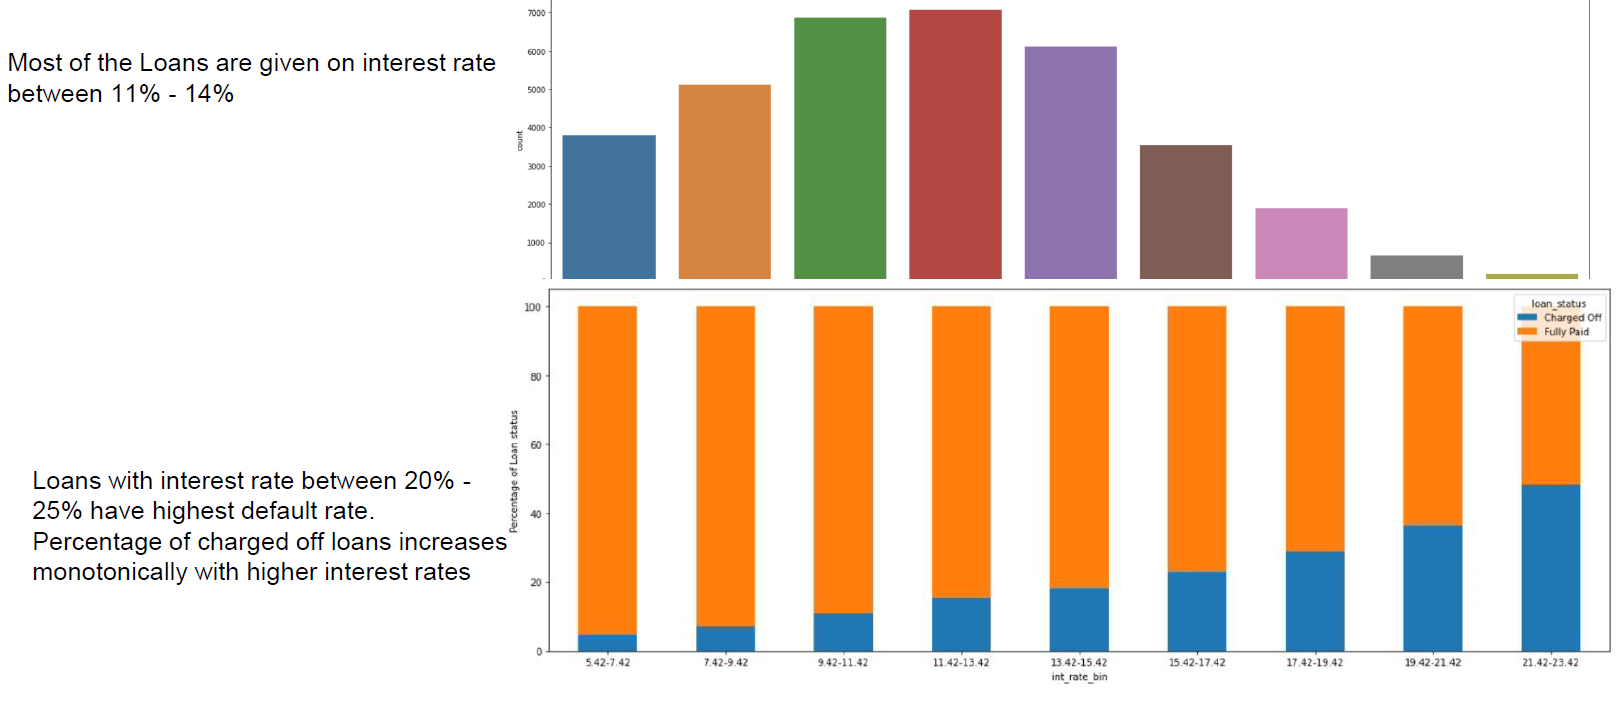 Most of the Loans are given on interest rate
between 11% - 14%
7000
6000
5000
4000
3000
2000
1000
count
Loans with interest rate between 20% -
25% have highest default rate.
Percentage of charged off loans increases
monotonically with higher interest rates
loan_status
Charged Off
Fully Paid
100
80
60
40
20
0
Percentage of Loan status
5.42-7.42 7.42-9.42 9.42-11.42 11.42-13.42 13.42-15.42 15.42-17.42 17.42-19.42 19.42-21.42 21.42-23.42
int_rate_bin